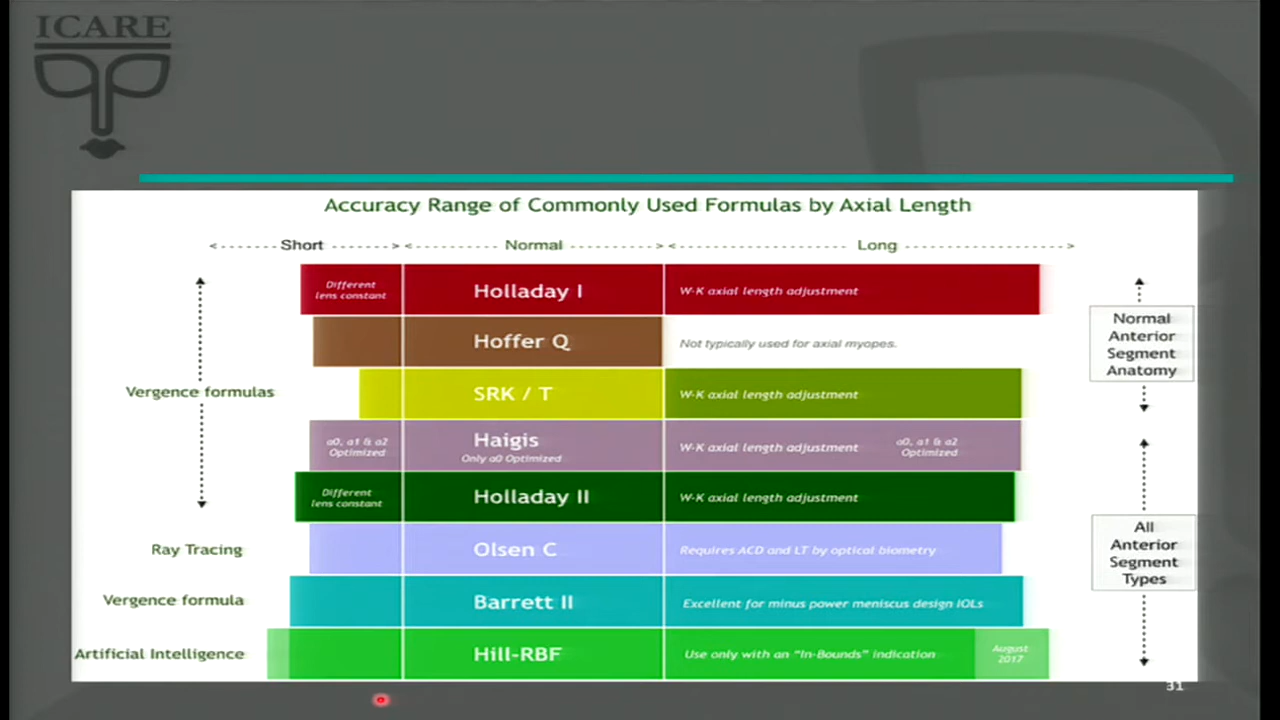 ICARE
Accuracy Range of Commonly Used Formulas by Axial Length
Short
Normal
Long
Different
lens constant
Holladay I
W-K axial length adjustment
Hoffer Q
Not typically used for axial myopes.
SRK / T
W-K axial length adjustment
a0, a1 & a2
Optimized
Haigis
Only a0 Optimized
W-K axial length adjustment
a0, a1 & a2
Optimized
Different
lens constant
Holladay II
W-K axial length adjustment
Olsen C
Requires ACD and LT by optical biometry
Barrett II
Excellent for minus power meniscus design IOLs
Hill-RBF
Use only with an “In-Bounds” indication
August
2017
Vergence formulas
Ray Tracing
Vergence formula
Artificial Intelligence
Normal
Anterior
Segment
Anatomy
All
Anterior
Segment
Types
31